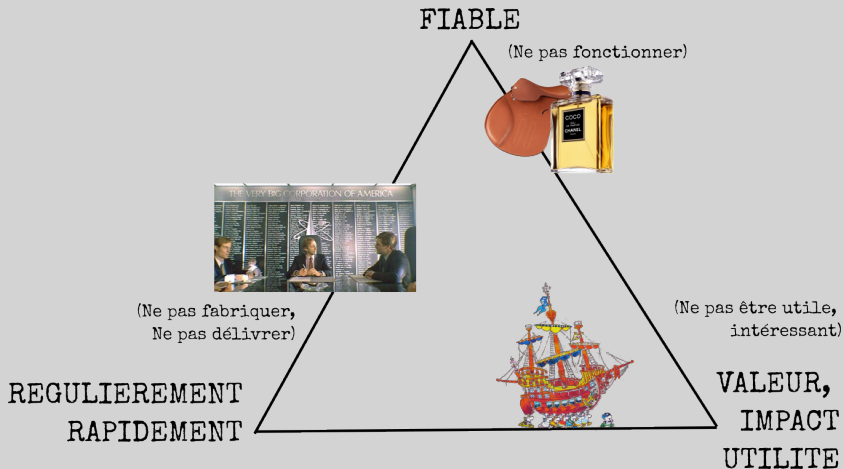 FIABLE
(Ne pas fonctionner)
COCO
CHANEL
THE VERY BIG CORPORATION OF AMERICA
(Ne pas fabriquer,
Ne pas délivrer)
(Ne pas être utile,
intéressant)
REGULIEREMENT
RAPIDEMENT
VALEUR,
IMPACT
UTILITE